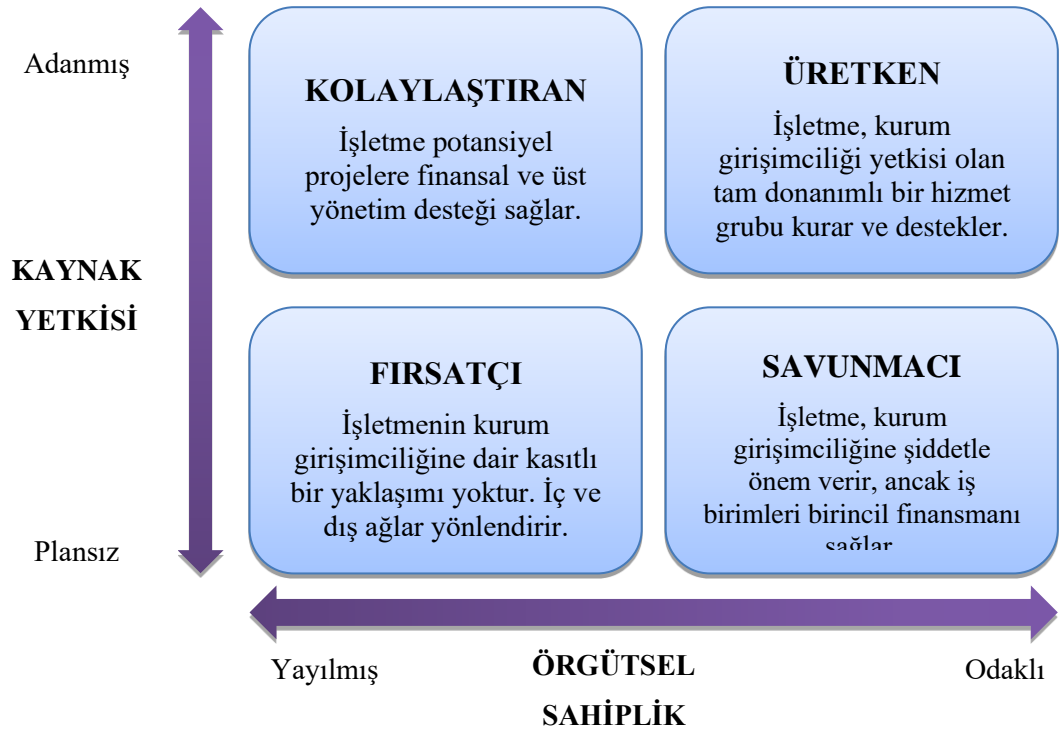 Adanmış
KAYNAK
YETKİSİ
Plansız
KOLAYLAŞTIRAN
İşletme potansiyel
projelere finansal ve üst
yönetim desteği sağlar.
ÜRETKEN
İşletme, kurum
girişimciliği yetkisi olan
tam donanımlı bir hizmet
grubu kurar ve destekler.
FIRSATÇI
İşletmenin kurum
girişimciliğine dair kasıtlı
bir yaklaşımı yoktur. İç ve
dış ağlar yönlendirir.
SAVUNMACI
İşletme, kurum
girişimciliğine şiddetle
önem verir, ancak iş
birimleri birincil finansmanı
sağlar
Yayılmış
ÖRGÜTSEL
SAHİPLİK
Odaklı